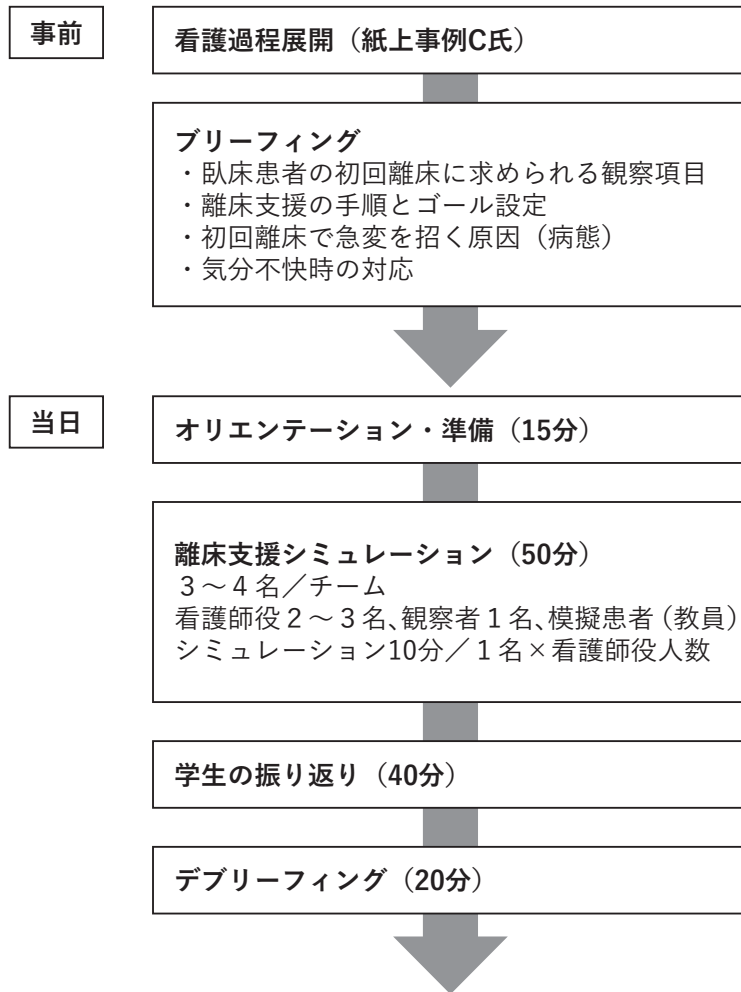 事前
看護過程展開（紙上事例C氏）
ブリーフィング
・臥床患者の初回離床に求められる観察項目
・離床支援の手順とゴール設定
・初回離床で急変を招く原因（病態）
・気分不快時の対応
当日
オリエンテーション・準備（15分）
離床支援シミュレーション（50分）
３～４名／チーム
看護師役２～３名、観察者１名、模擬患者（教員）
シミュレーション10分／１名×看護師役人数
学生の振り返り（40分）
デブリーフィング（20分）